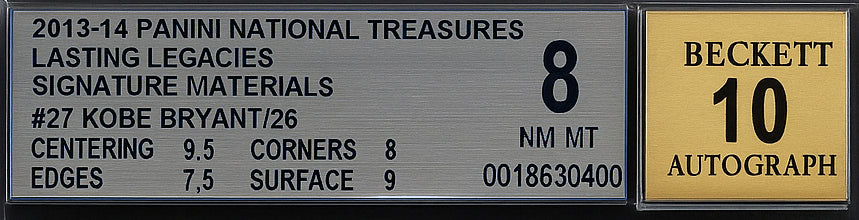 2013-14 PANINI NATIONAL TREASURES
LASTING LEGACIES
SIGNATURE MATERIALS
#27 KOBE BRYANT/26
CENTERING 9.5 CORNERS 8
EDGES 7,5 SURFACE 9
8
NM MT
0018630400
BECKETT
10
AUTOGRAPH